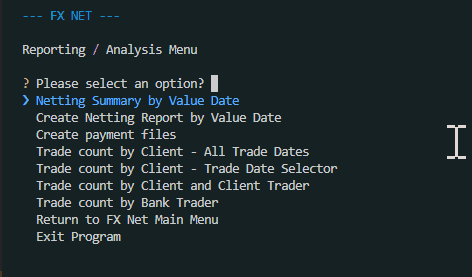 --- FX NET ---
Reporting / Analysis Menu
? Please select an option?
❯ Netting Summary by Value Date
Create Netting Report by Value Date
Create payment files
Trade count by Client - All Trade Dates
Trade count by Client - Trade Date Selector
Trade count by Client and Client Trader
Trade count by Bank Trader
Return to FX Net Main Menu
Exit Program